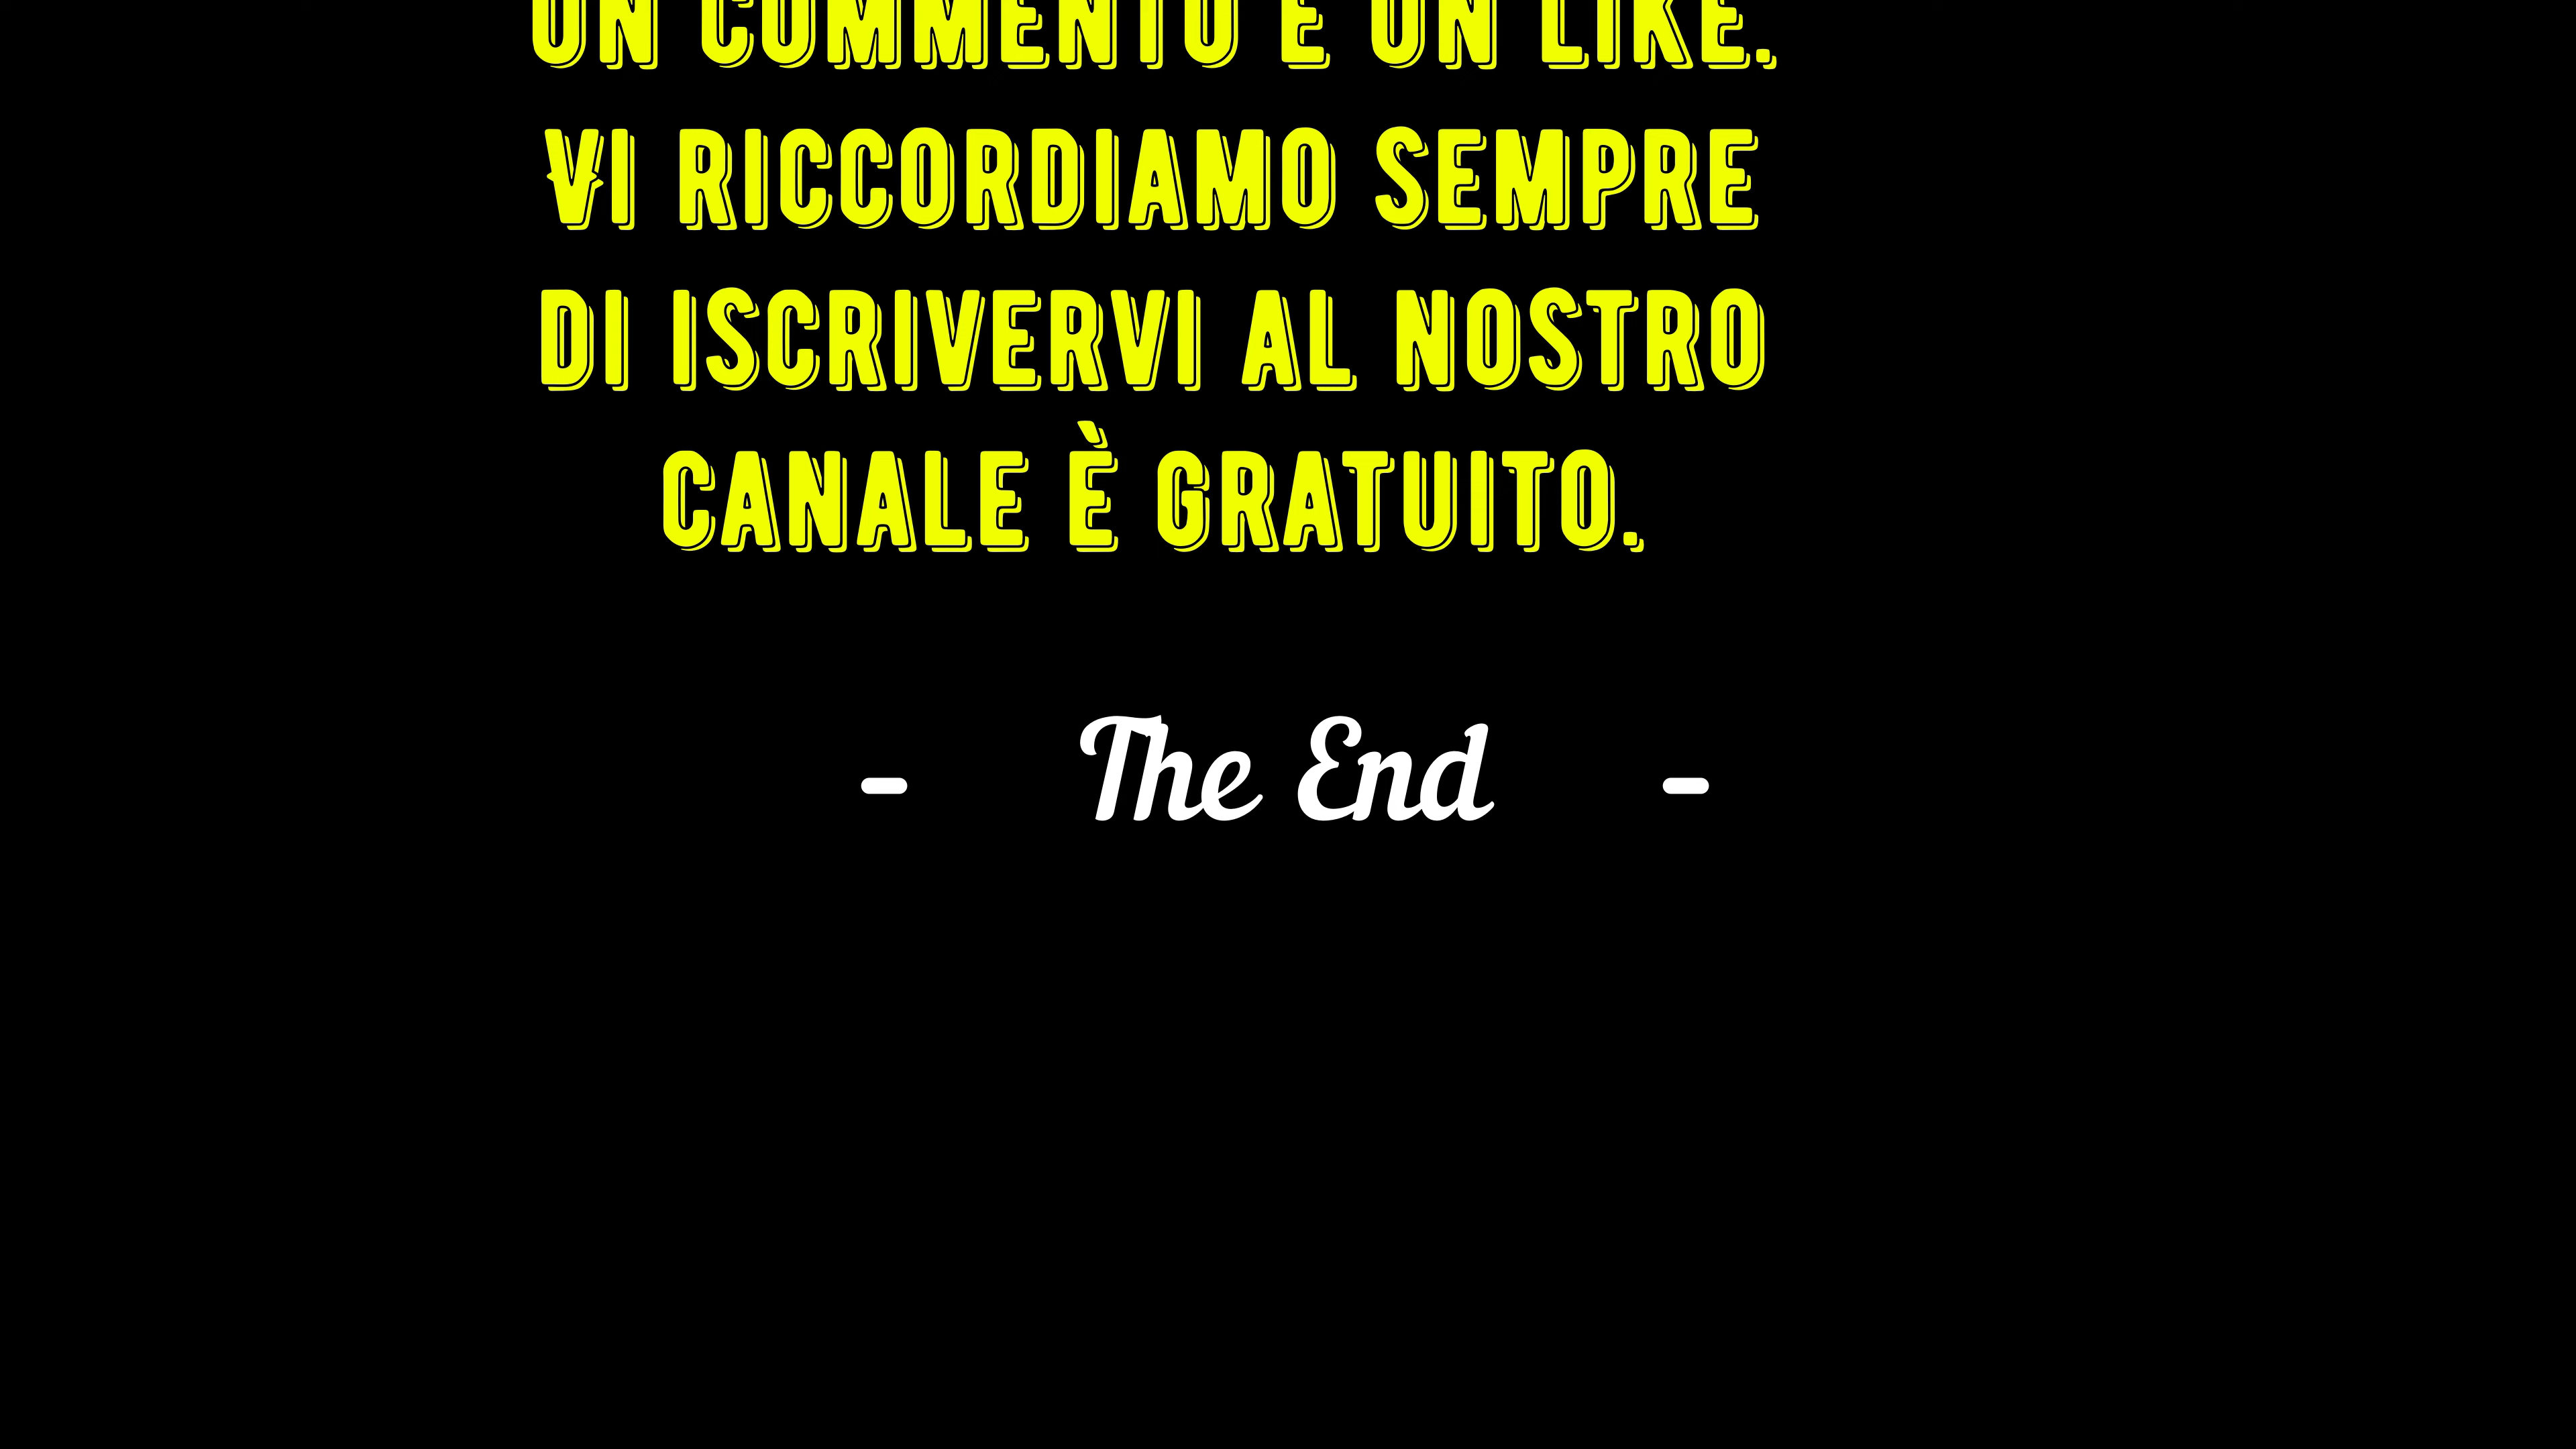 UN COMMENTO E UN LIKE.
VI RICCORDIAMO SEMPRE
DI ISCRIVERVI AL NOSTRO
CANALE È GRATUITO.
- The End -